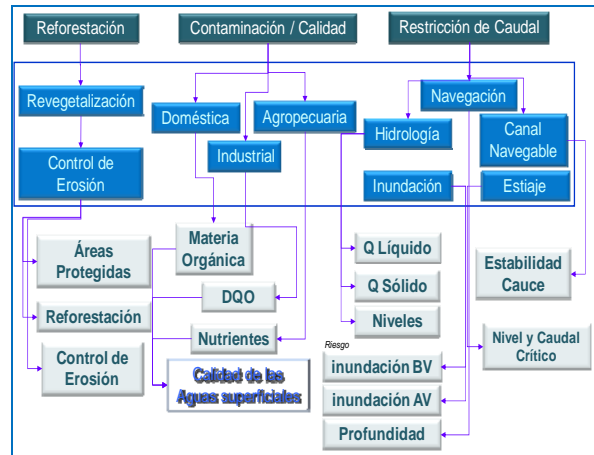 Reforestación
Contaminación / Calidad
Restricción de Caudal
Revegetalización
Doméstica
Agropecuaria
Industrial
Navegación
Hidrología
Canal
Navegable
Control de
Erosión
Inundación
Estiaje
Áreas
Protegidas
Reforestación
Control de
Erosión
Materia
Orgánica
DQO
Nutrientes
Calidad de las
Aguas superficiales
Q Líquido
Q Sólido
Niveles
Riesgo
inundación BV
inundación AV
Profundidad
Estabilidad
Cauce
Nivel y Caudal
Crítico